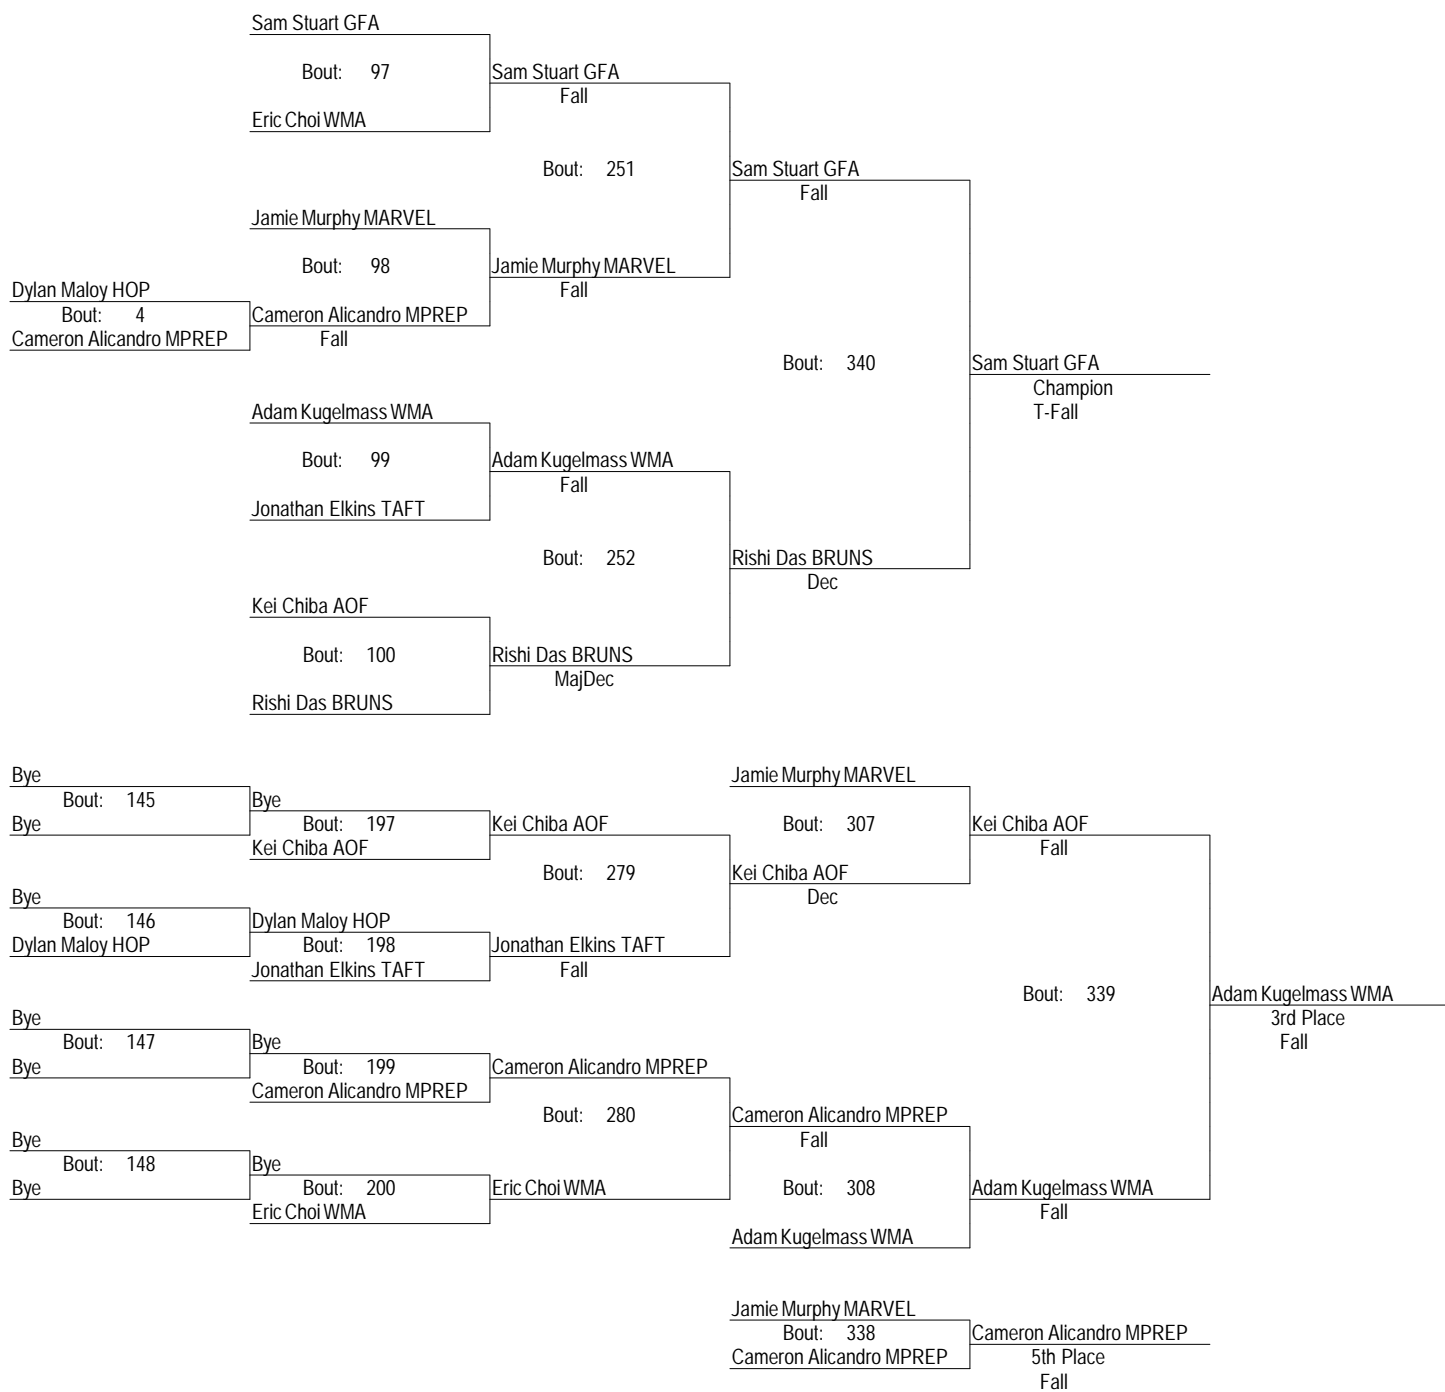 Sam Stuart GFA
Bout: 97
Sam Stuart GFA
Fall
Eric Choi WMA
Bout: 251
Sam Stuart GFA
Fall
Jamie Murphy MARVEL
Bout: 98
Jamie Murphy MARVEL
Fall
Dylan Maloy HOP
Bout: 4
Cameron Alicandro MPREP
Cameron Alicandro MPREP
Fall
Bout: 340
Sam Stuart GFA
Champion
T-Fall
Adam Kugelmass WMA
Bout: 99
Adam Kugelmass WMA
Fall
Jonathan Elkins TAFT
Bout: 252
Rishi Das BRUNS
Dec
Kei Chiba AOF
Bout: 100
Rishi Das BRUNS
MajDec
Rishi Das BRUNS
Bye
Bout: 145
Bye
Bye
Bout: 197
Kei Chiba AOF
Kei Chiba AOF
Bout: 279
Jamie Murphy MARVEL
Bout: 307
Kei Chiba AOF
Dec
Kei Chiba AOF
Fall
Bye
Bout: 146
Dylan Maloy HOP
Dylan Maloy HOP
Bout: 198
Jonathan Elkins TAFT
Jonathan Elkins TAFT
Fall
Bout: 339
Adam Kugelmass WMA
3rd Place
Fall
Bye
Bout: 147
Bye
Bye
Bout: 199
Cameron Alicandro MPREP
Cameron Alicandro MPREP
Bout: 280
Cameron Alicandro MPREP
Fall
Bye
Bout: 148
Bye
Bye
Bout: 200
Eric Choi WMA
Eric Choi WMA
Bout: 308
Adam Kugelmass WMA
Adam Kugelmass WMA
Fall
Jamie Murphy MARVEL
Bout: 338
Cameron Alicandro MPREP
Cameron Alicandro MPREP
5th Place
Fall